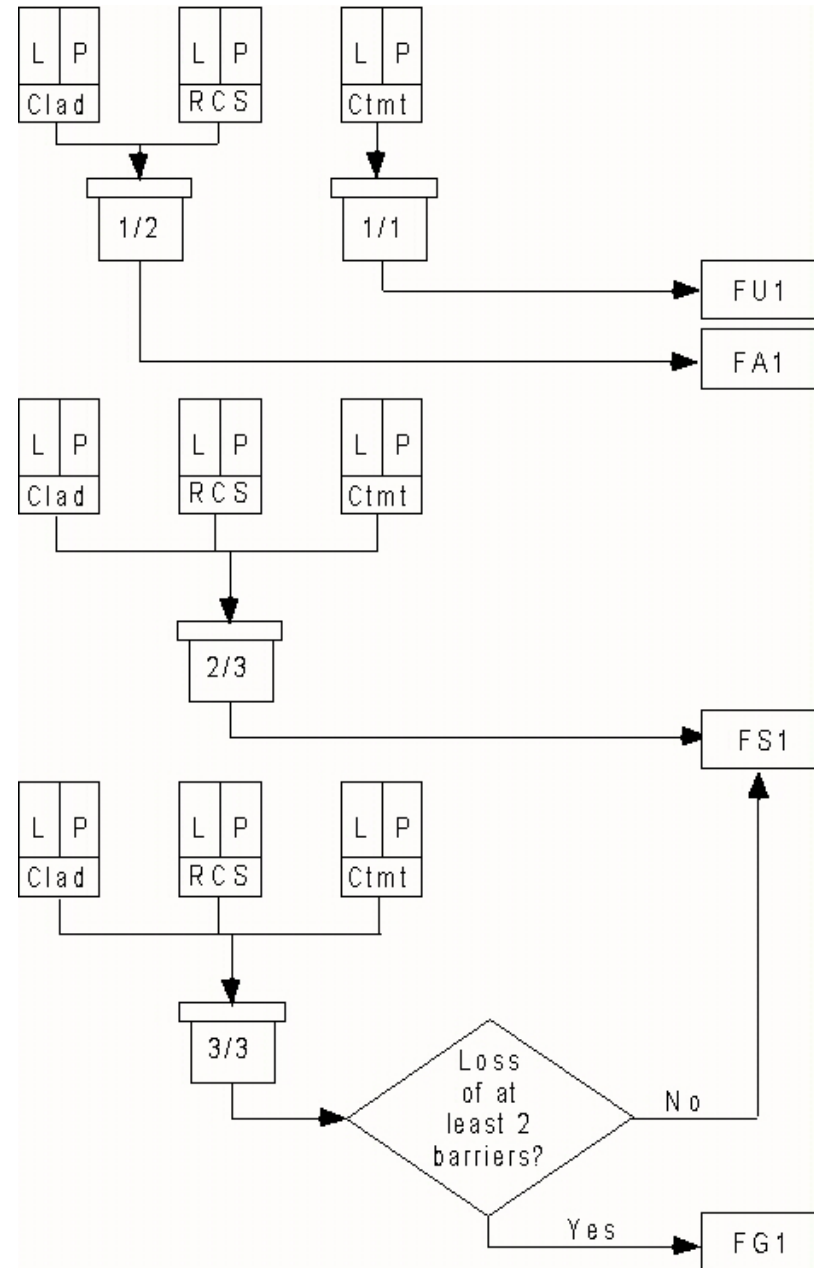 L P L P L P
Clad RCS Ctmt
1/2 1/1
FU1
FA1
L P L P L P
Clad RCS Ctmt
2/3
FS1
L P L P L P
Clad RCS Ctmt
3/3
Loss
of at
least 2
barriers?
No
Yes
FG1